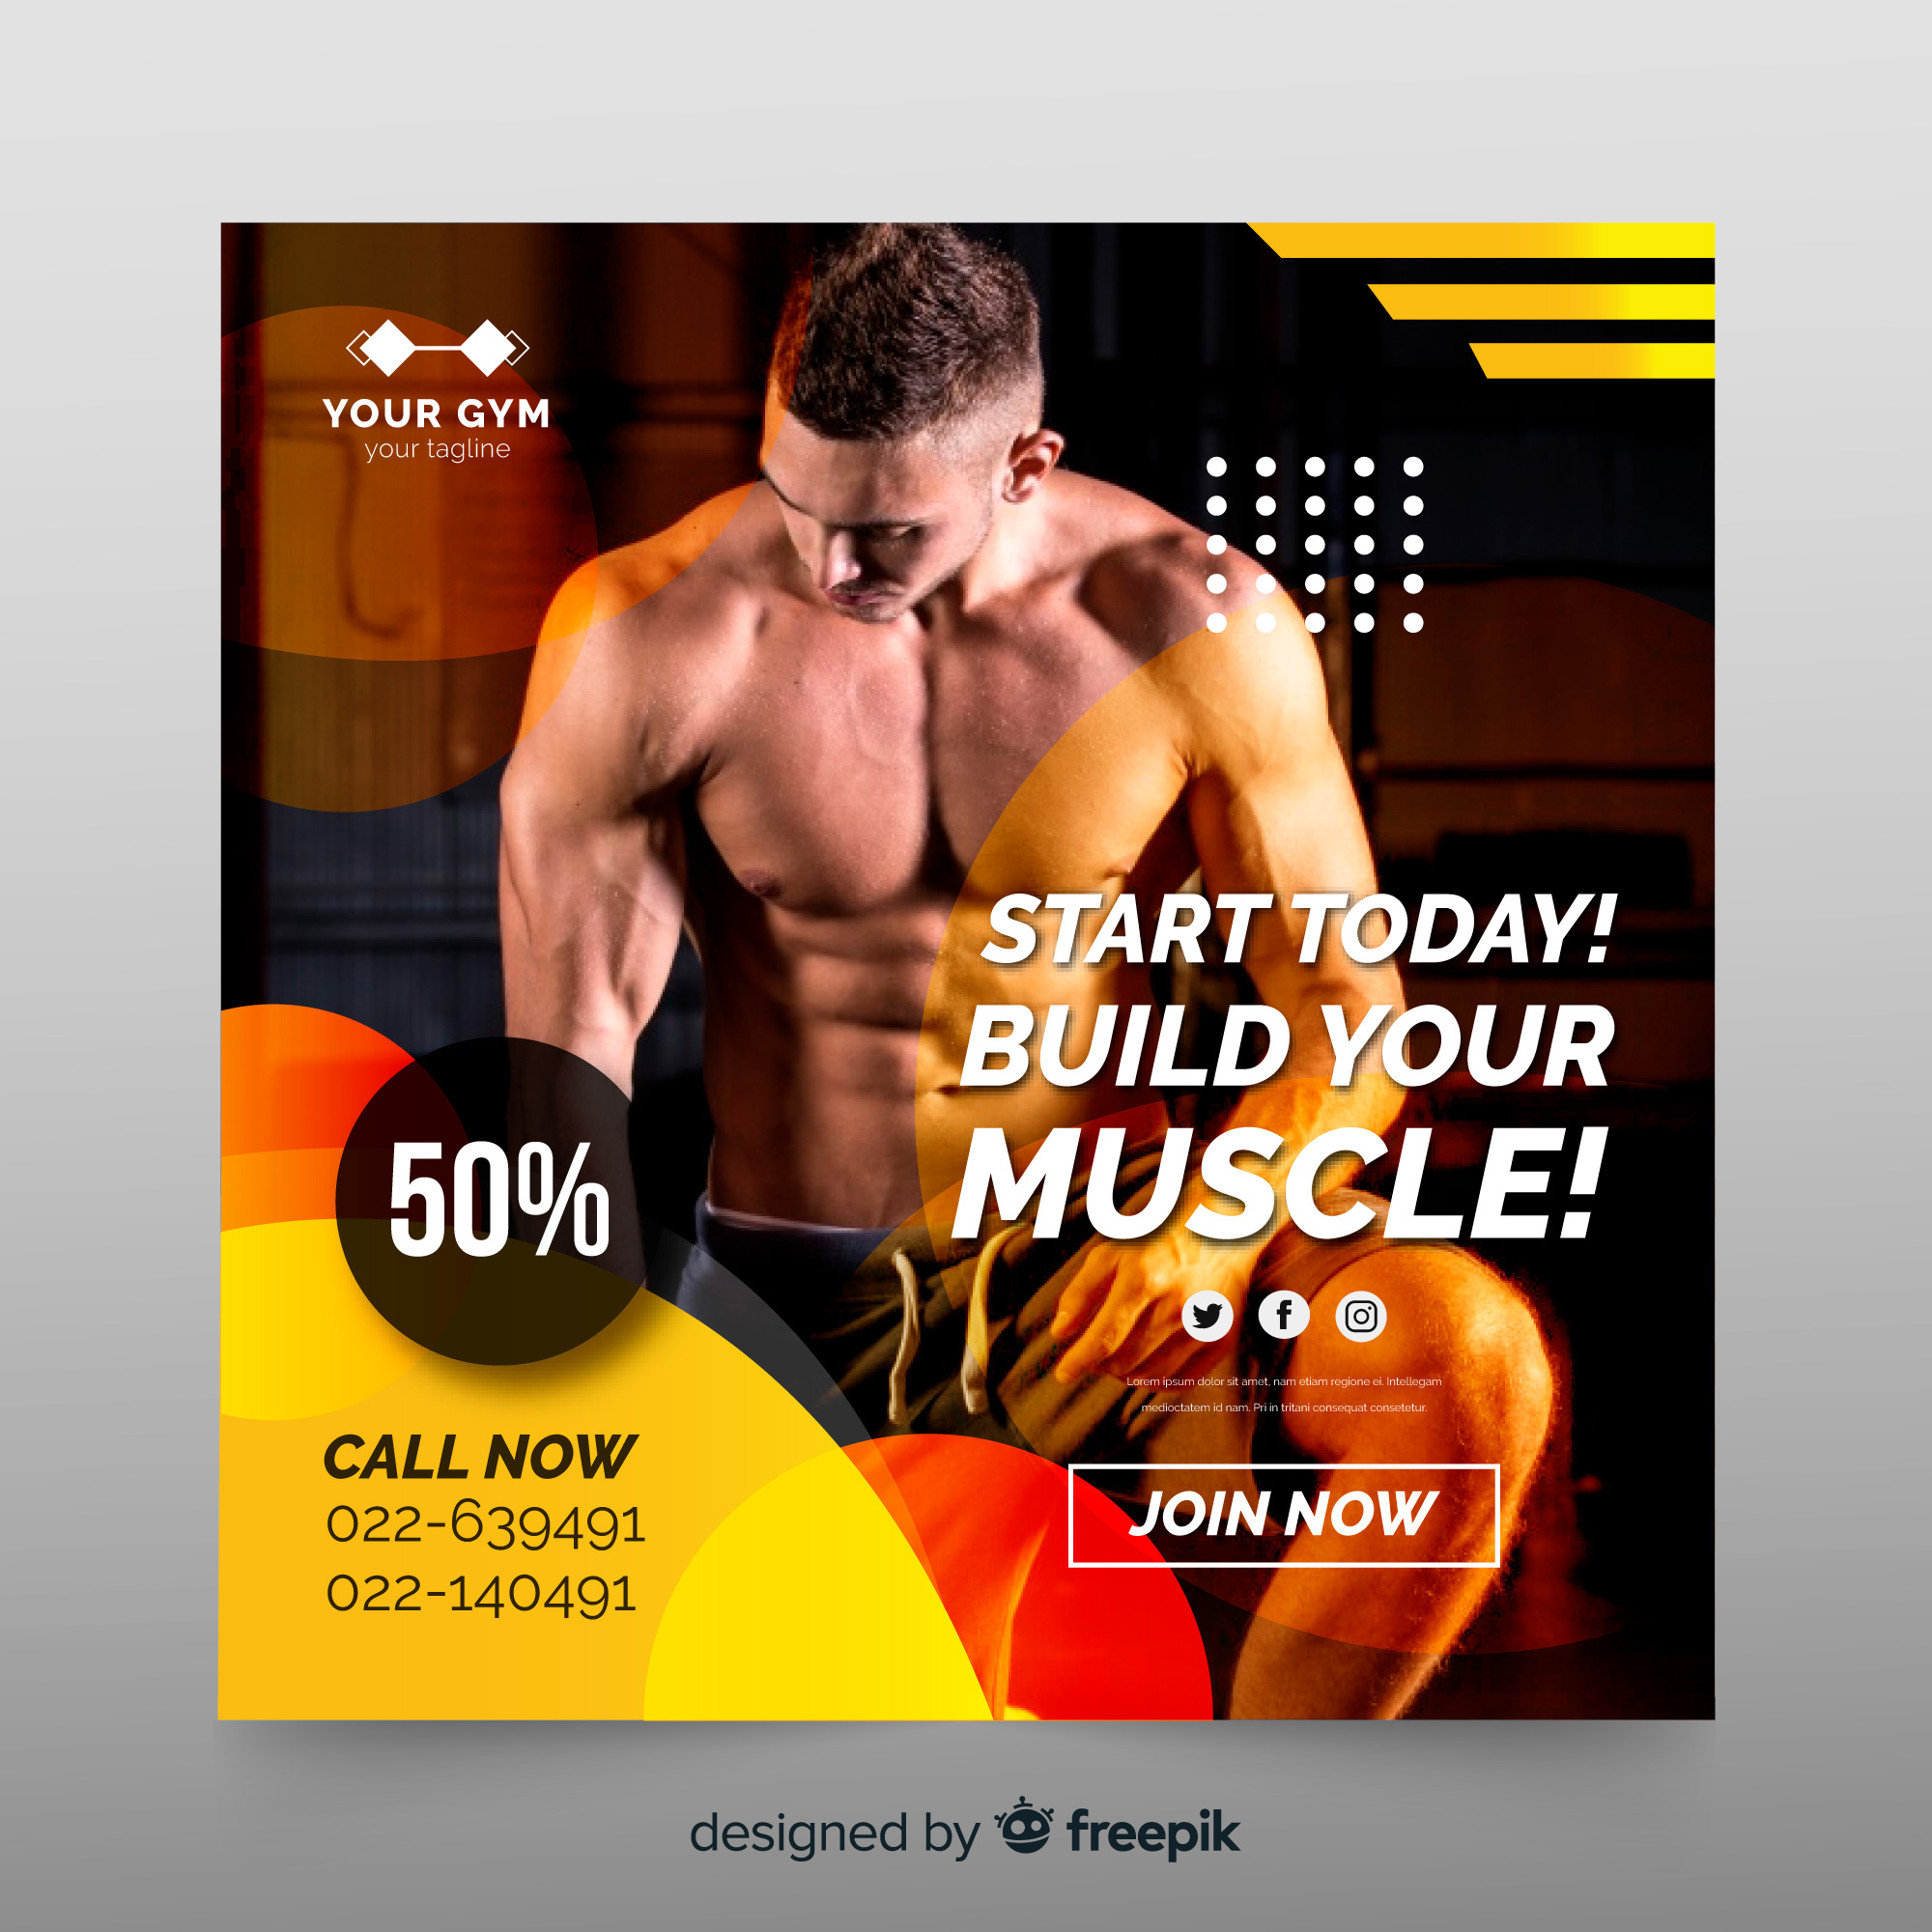 YOUR GYM
your tagline
START TODAY!
BUILD YOUR
MUSCLE!
50%
Lorem ipsum dolor sit amet, nam etiam regione ei. Intellegam
medioctatem id nam. Pri in tritani consequat consetetur.
CALL NOW
022-639491
022-140491
JOIN NOW
designed by freepik